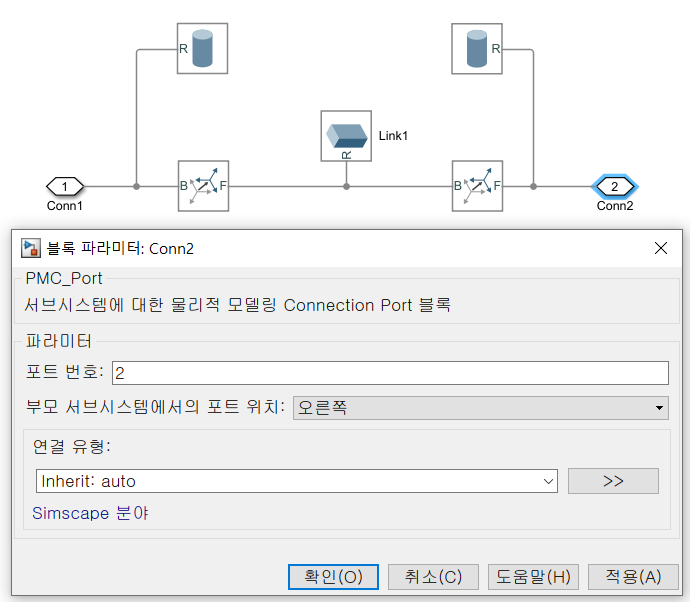 R
R
Link1
R
B
F
B
F
1
2
Conn1
Conn2
블록 파라미터: Conn2
PMC_Port
서브시스템에 대한 물리적 모델링 Connection Port 블록
파라미터
포트 번호: 2
부모 서브시스템에서의 포트 위치: 오른쪽
연결 유형:
Inherit: auto >>
Simscape 분야
확인(O) 취소(C) 도움말(H) 적용(A)